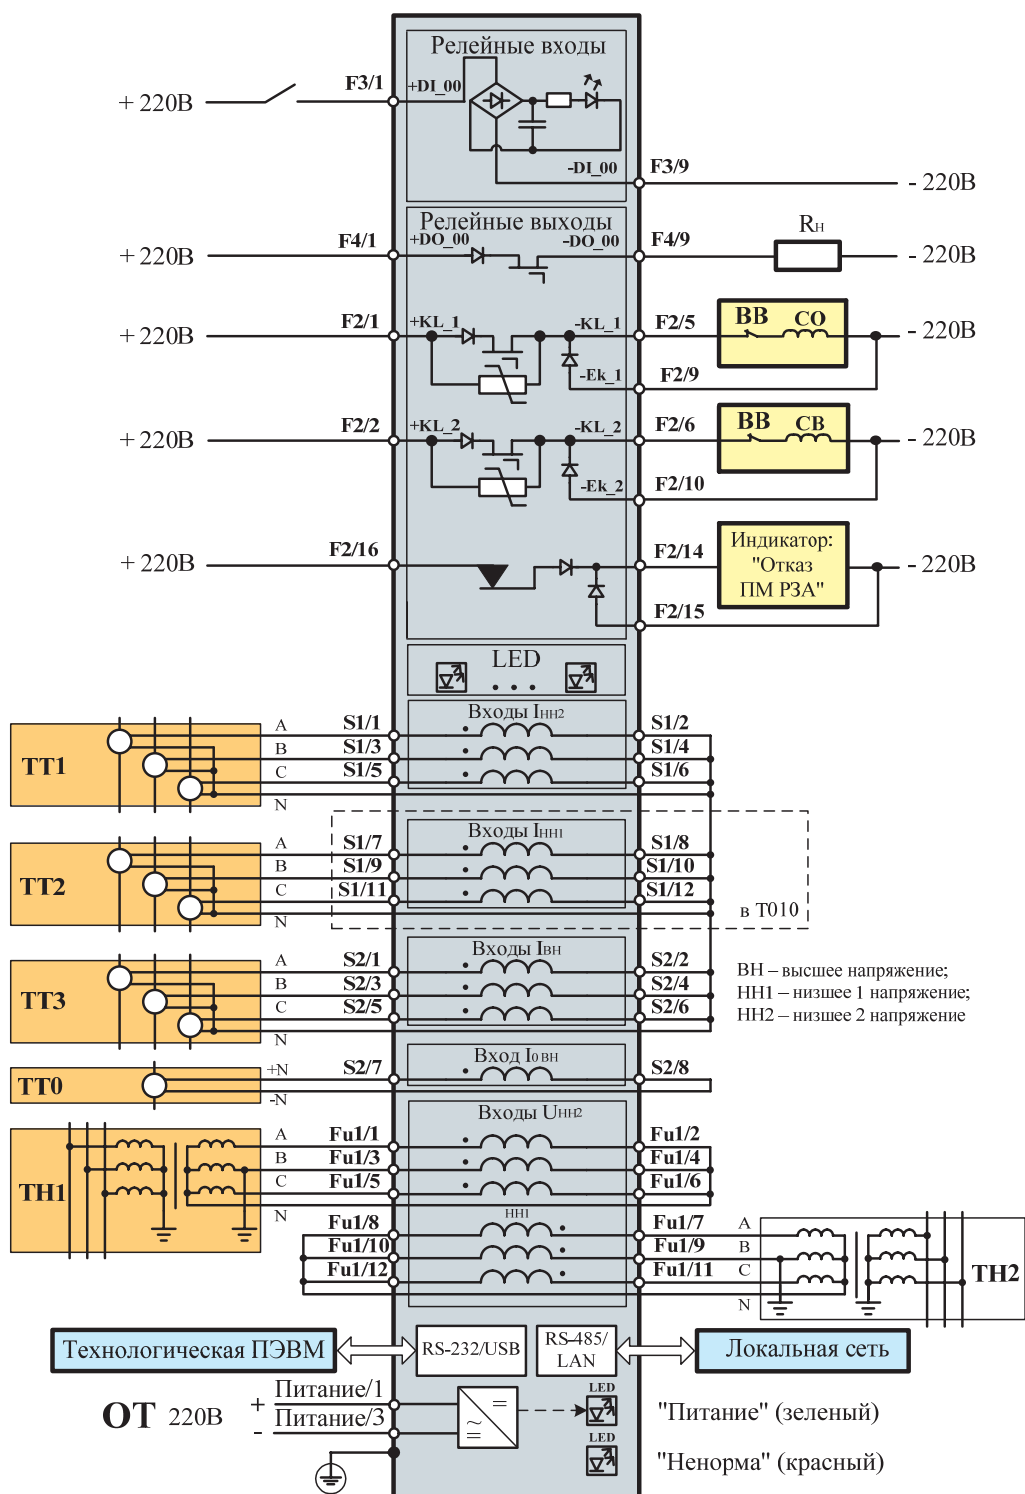 Релейные входы
+ 220В
F3/1
+DI_00
-DI_00
F3/9
- 220В
Релейные выходы
+ 220В
F4/1
+DO_00
-DO_00
F4/9
Rн
- 220В
+ 220В
F2/1
+KL_1
-KL_1
F2/5
ВВ
СО
- 220В
-Ek_1
F2/9
+ 220В
F2/2
+KL_2
-KL_2
F2/6
ВВ
СВ
- 220В
-Ek_2
F2/10
+ 220В
F2/16
F2/14
Индикатор:
"Отказ
ПМ РЗА"
- 220В
F2/15
LED
Входы Iнн2
ТТ1
A
S1/1
S1/2
B
S1/3
S1/4
C
S1/5
S1/6
N
Входы Iнн1
ТТ2
A
S1/7
S1/8
B
S1/9
S1/10
C
S1/11
S1/12
N
в Т010
Входы Iвн
ТТ3
A
S2/1
S2/2
B
S2/3
S2/4
C
S2/5
S2/6
N
ВН – высшее напряжение;
НН1 – низшее 1 напряжение;
НН2 – низшее 2 напряжение
Вход I0 вн
ТТ0
+N
S2/7
S2/8
-N
Входы Uнн2
ТН1
A
Fu1/1
Fu1/2
B
Fu1/3
Fu1/4
C
Fu1/5
Fu1/6
N
НН1
Fu1/8
Fu1/7
A
Fu1/10
Fu1/9
B
Fu1/12
Fu1/11
C
N
ТН2
Технологическая ПЭВМ
RS-232/USB
RS-485/
LAN
Локальная сеть
ОТ 220В
+
Питание/1
-
Питание/3
=
~
=
LED
"Питание" (зеленый)
LED
"Ненорма" (красный)